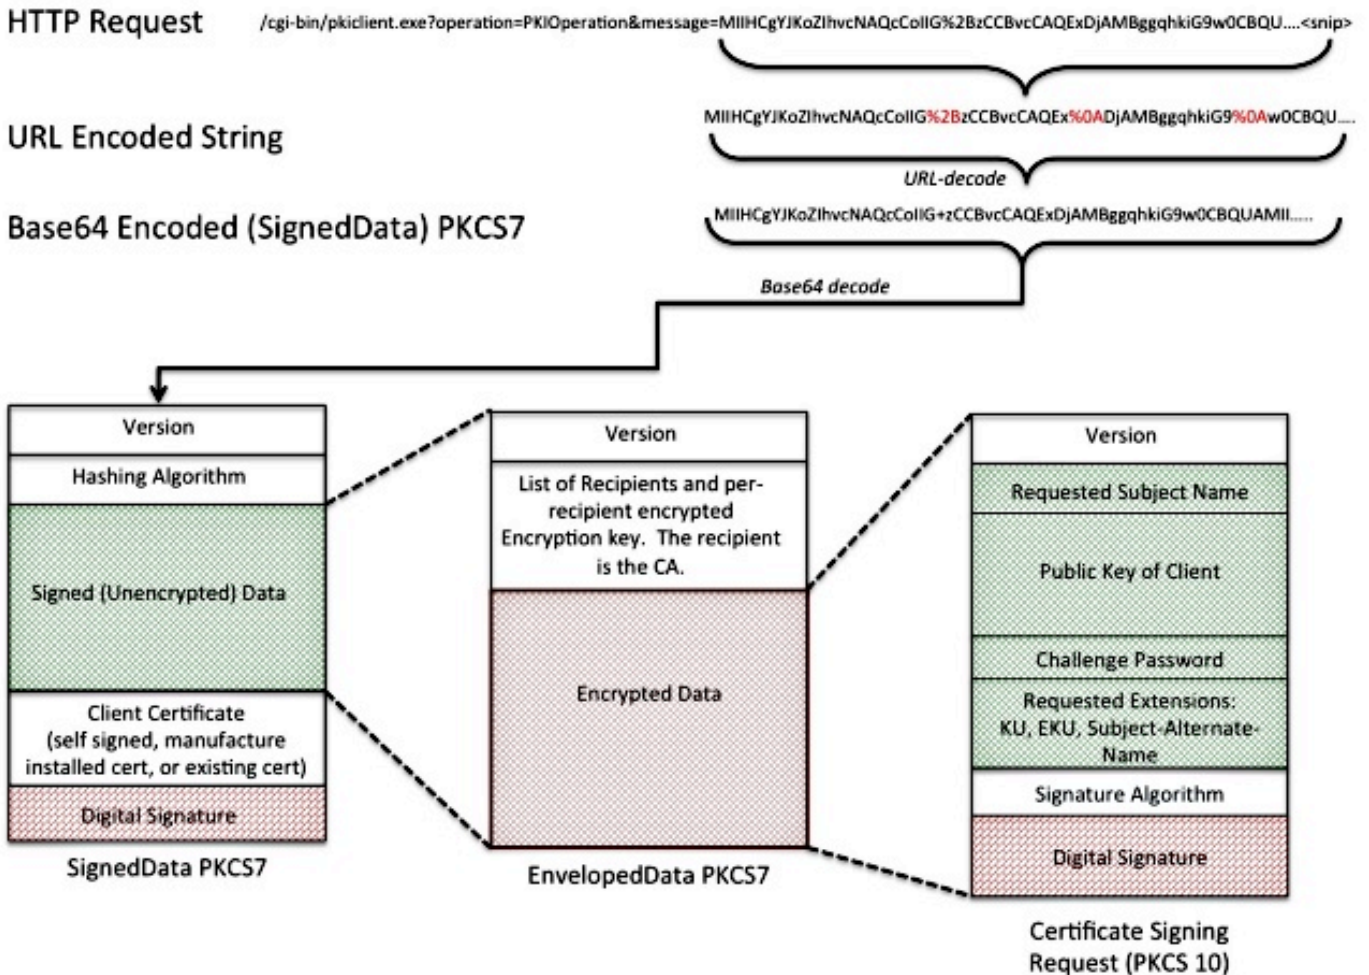 HTTP Request
/cgi-bin/pkiclient.exe?operation=PKIOperation&message=MIIHCgYJKoZIhvcNAQcCoIIG%2BzCCBvcCAQExDjAMBggqhkiG9w0CBQU....<snip>
MIIHCgYJKoZIhvcNAQcCoIIG%2BzCCBvcCAQEx%0ADjAMBggqhkiG9%0Aw0CBQU....
URL Encoded String
URL-decode
MIIHCgYJKoZIhvcNAQcCoIIG+zCCBvcCAQExDjAMBggqhkiG9w0CBQUAMII.....
Base64 Encoded (SignedData) PKCS7
Base64 decode
Version
Hashing Algorithm
Signed (Unencrypted) Data
Client Certificate
(self signed, manufacture
installed cert, or existing cert)
Digital Signature
SignedData PKCS7
Version
List of Recipients and per-
recipient encrypted
Encryption key. The recipient
is the CA.
Encrypted Data
EnvelopedData PKCS7
Version
Requested Subject Name
Public Key of Client
Challenge Password
Requested Extensions:
KU, EKU, Subject-Alternate-
Name
Signature Algorithm
Digital Signature
Certificate Signing
Request (PKCS 10)